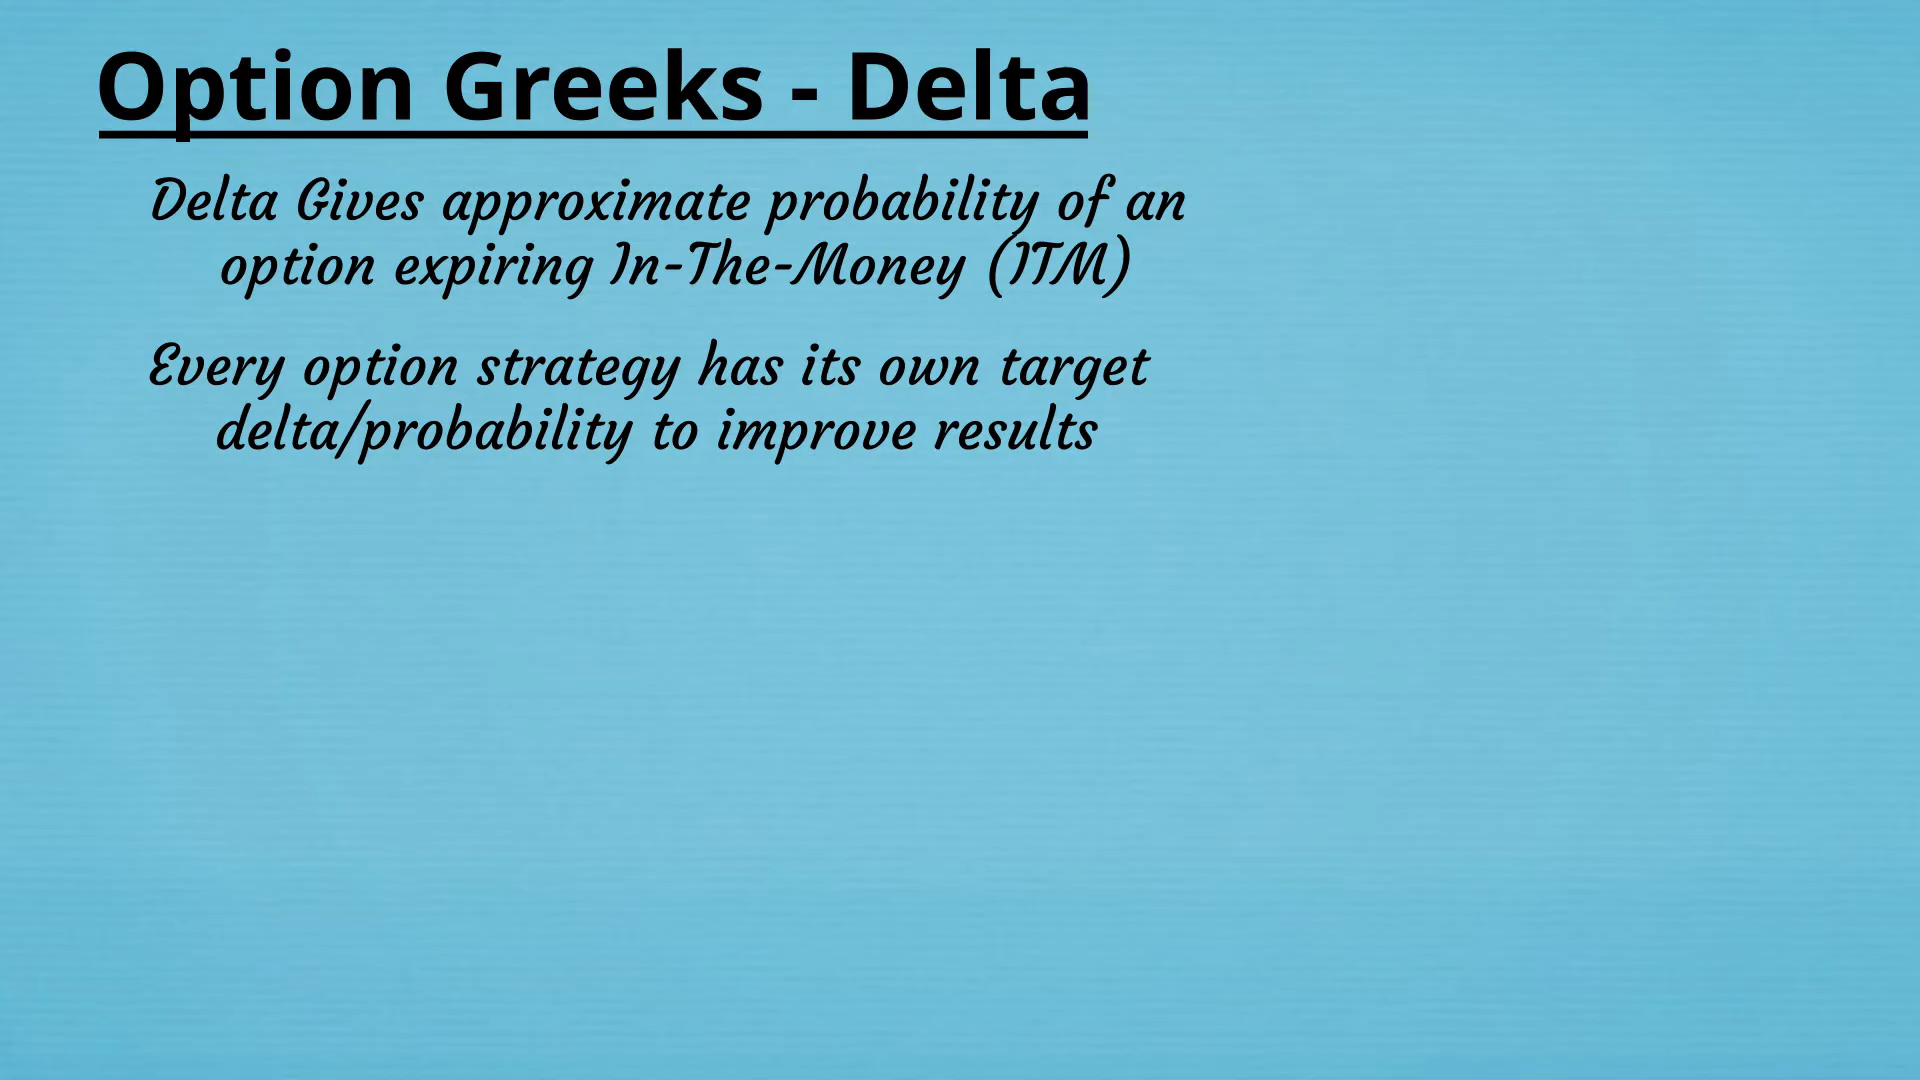 Option Greeks - Delta
Delta Gives approximate probability of an
option expiring In-The-Money (ITM)
Every option strategy has its own target
delta/probability to improve results